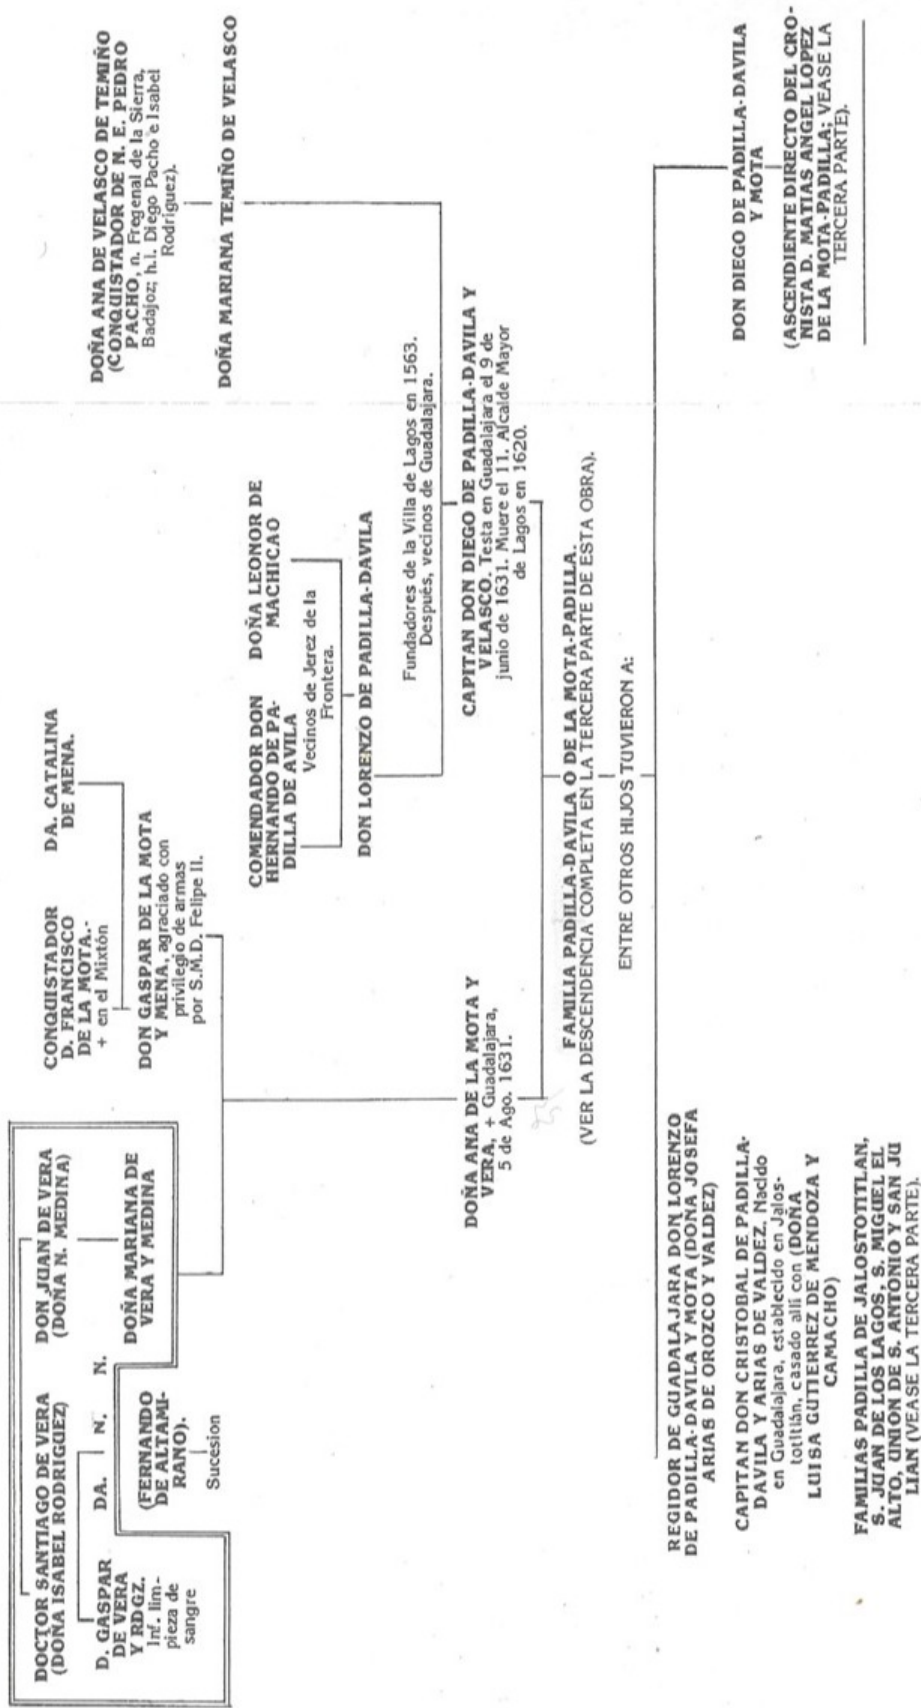 DOCTOR SANTIAGO DE VERA
(DOÑA ISABEL RODRIGUEZ)
DON JUAN DE VERA
(DOÑA N. MEDINA)
D. GASPAR
DE VERA
Y RDGZ.
Inf. lim-
pieza de
sangre
DA. N. N.
(FERNANDO
DE ALTAMI-
RANO).
Sucesion
DOÑA MARIANA DE
VERA Y MEDINA
CONQUISTADOR
D. FRANCISCO
DE LA MOTA.-
+ en el Mixtón
DA. CATALINA
DE MENA.
DON GASPAR DE LA MOTA
Y MENA, agraciado con
privilegio de armas
por S.M.D. Felipe II.
COMENDADOR DON
HERNANDO DE PA-
DILLA DE AVILA
DOÑA LEONOR DE
MACHICAO
Vecinos de Jerez de la
Frontera.
DON LORENZO DE PADILLA-DAVILA
DOÑA ANA DE VELASCO DE TEMIÑO
(CONQUISTADOR DE N. E. PEDRO
PACHO, n. Fregenal de la Sierra,
Badajoz; h.l. Diego Pacho e Isabel
Rodríguez).
DOÑA MARIANA TEMIÑO DE VELASCO
Fundadores de la Villa de Lagos en 1563.
Después, vecinos de Guadalajara.
DOÑA ANA DE LA MOTA Y
VERA, + Guadalajara,
5 de Ago. 1631.
CAPITAN DON DIEGO DE PADILLA-DAVILA Y
VELASCO. Testa en Guadalajara el 9 de
junio de 1631. Muere el 11. Alcalde Mayor
de Lagos en 1620.
FAMILIA PADILLA-DAVILA O DE LA MOTA-PADILLA.
(VER LA DESCENDENCIA COMPLETA EN LA TERCERA PARTE DE ESTA OBRA).
ENTRE OTROS HIJOS TUVIERON A:
REGIDOR DE GUADALAJARA DON LORENZO
DE PADILLA-DAVILA Y MOTA (DOÑA JOSEFA
ARIAS DE OROZCO Y VALDEZ)
CAPITAN DON CRISTOBAL DE PADILLA-
DAVILA Y ARIAS DE VALDEZ. Nacido
en Guadalajara, establecido en Jalos-
totitlán, casado allí con (DOÑA
LUISA GUTIERREZ DE MENDOZA Y
CAMACHO)
FAMILIAS PADILLA DE JALOSTOTITLAN,
S. JUAN DE LOS LAGOS, S. MIGUEL EL
ALTO, UNION DE S. ANTONIO Y SAN JU
LIAN (VEASE LA TERCERA PARTE).
DON DIEGO DE PADILLA-DAVILA
Y MOTA
(ASCENDIENTE DIRECTO DEL CRO-
NISTA D. MATIAS ANGEL LOPEZ
DE LA MOTA-PADILLA; VEASE LA
TERCERA PARTE).